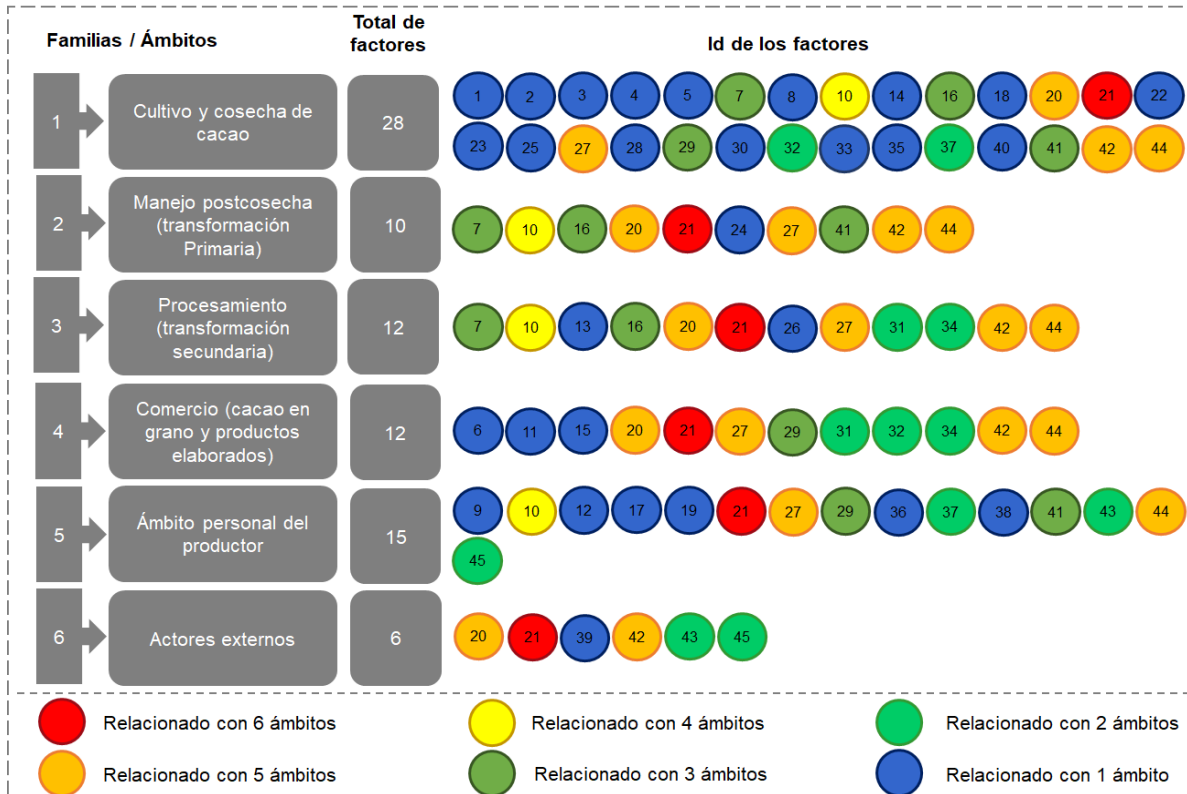 Familias / Ámbitos
Total de
factores
Id de los factores
1
Cultivo y cosecha de
cacao
28
1 2 3 4 5 7 8 10 14 16 18 20 21 22
23 25 27 28 29 30 32 33 35 37 40 41 42 44
2
Manejo postcosecha
(transformación
Primaria)
10
7 10 16 20 21 24 27 41 42 44
3
Procesamiento
(transformación
secundaria)
12
7 10 13 16 20 21 26 27 31 34 42 44
4
Comercio (cacao en
grano y productos
elaborados)
12
6 11 15 20 21 27 29 31 32 34 42 44
5
Ámbito personal del
productor
15
9 10 12 17 19 21 27 29 36 37 38 41 43 44
45
6
Actores externos
6
20 21 39 42 43 45
Relacionado con 6 ámbitos
Relacionado con 4 ámbitos
Relacionado con 2 ámbitos
Relacionado con 5 ámbitos
Relacionado con 3 ámbitos
Relacionado con 1 ámbito